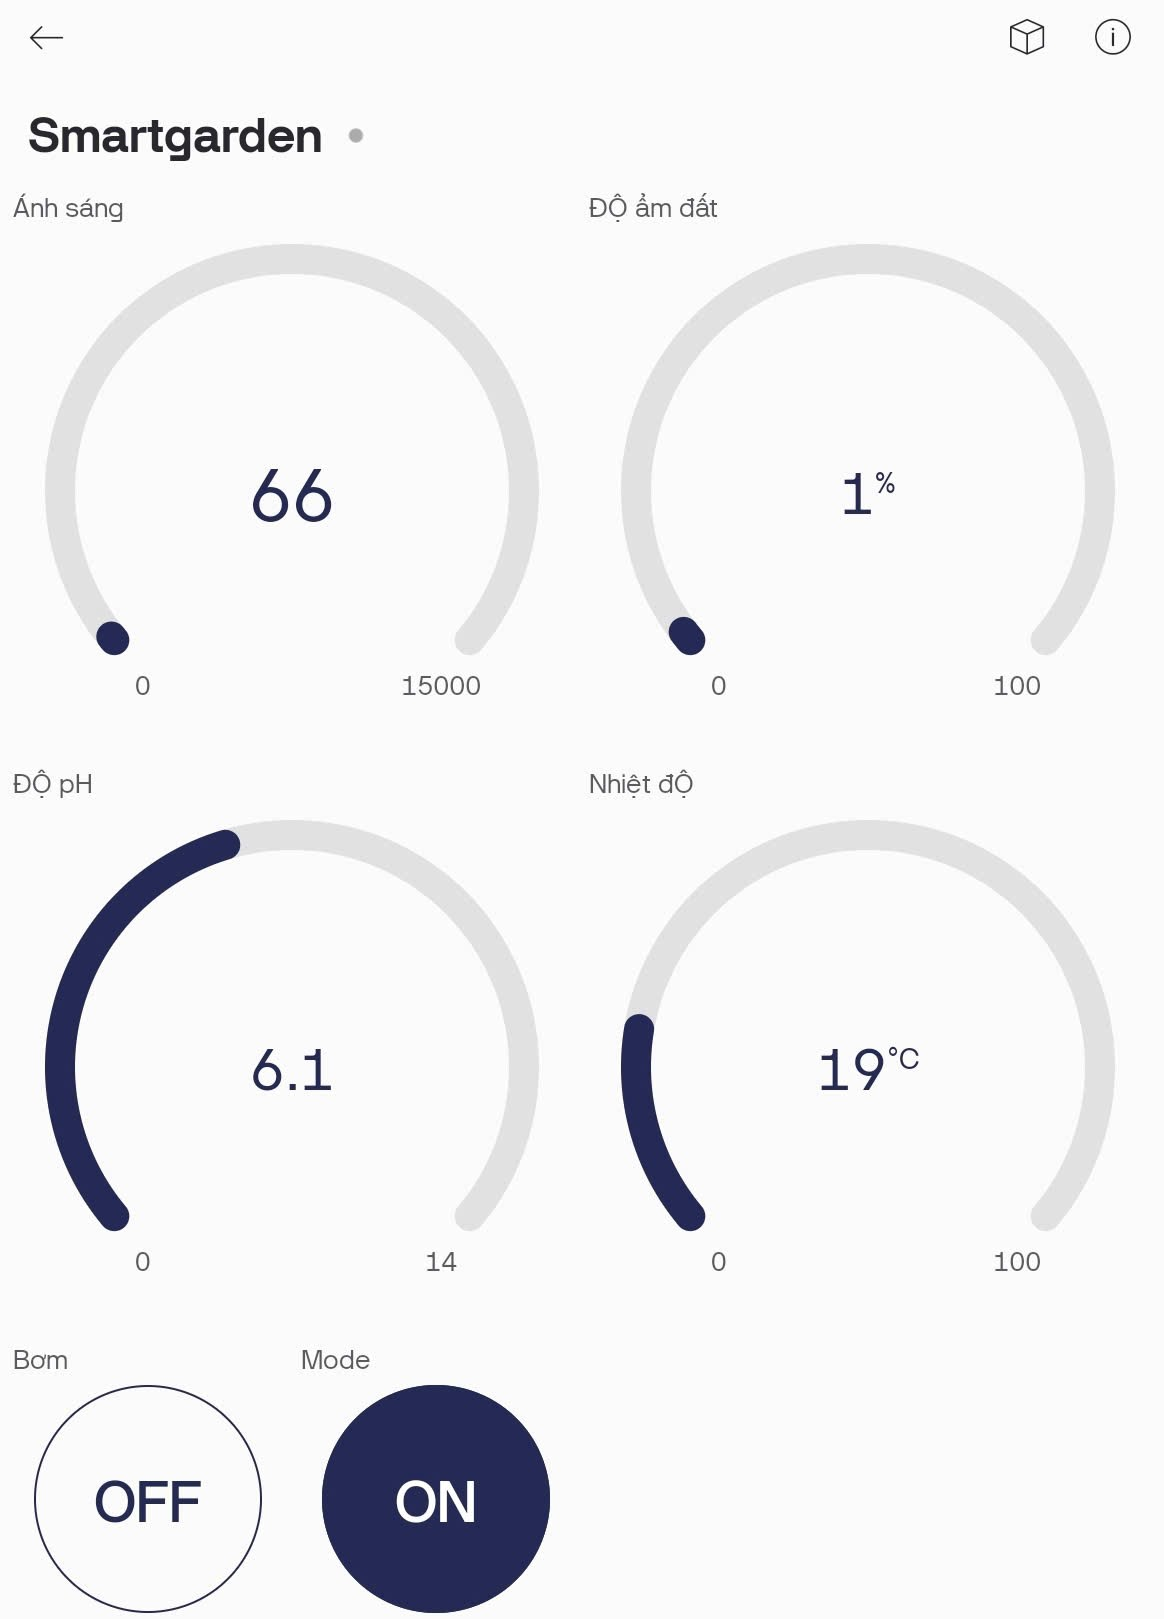 Smartgarden
Ánh sáng
ĐỘ ẩm đất
66
1%
0
15000
0
100
ĐỘ pH
Nhiệt độ
6.1
19°C
0
14
0
100
Bơm
Mode
OFF
ON